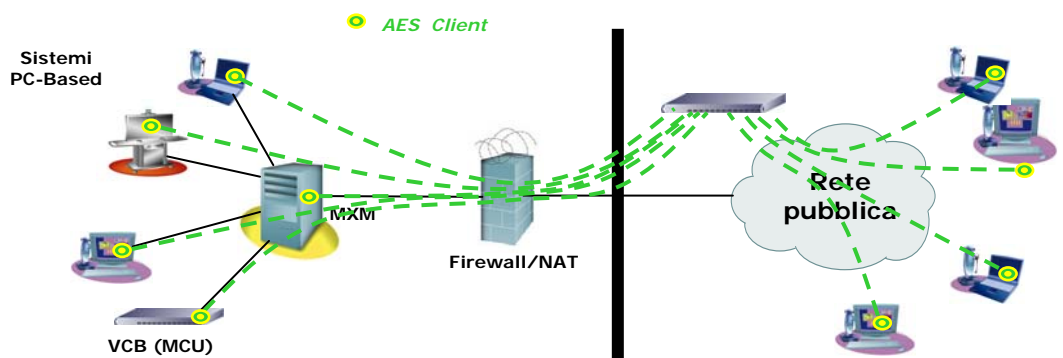 AES Client
Sistemi
PC-Based
MXM
Firewall/NAT
Rete
pubblica
VCB (MCU)